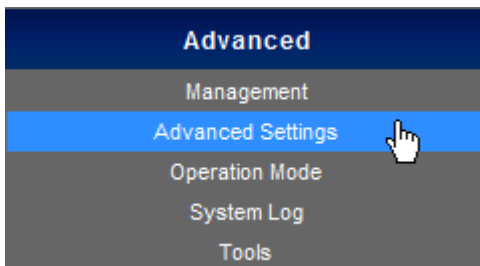 Advanced
Management
Advanced Settings
Operation Mode
System Log
Tools